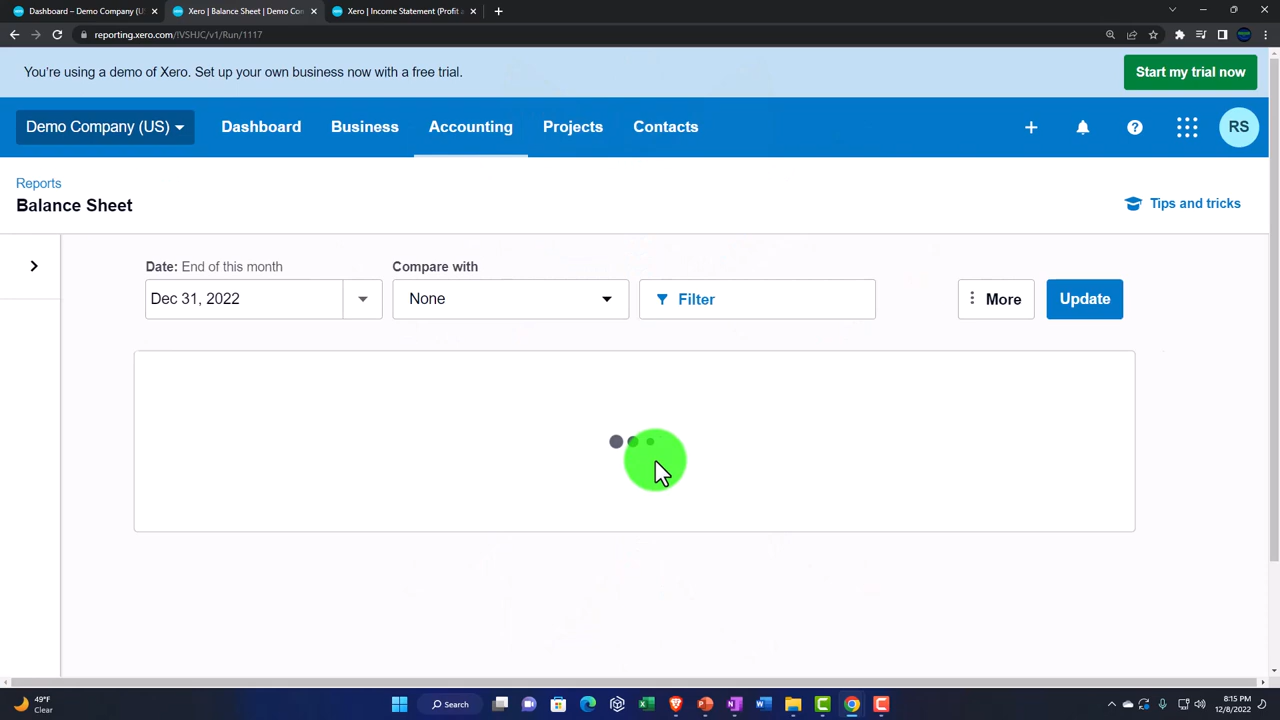 Dashboard – Demo Company (U
Xero | Balance Sheet | Demo Con
Xero | Income Statement (Profit a
reporting.xero.com/!VSHJC/v1/Run/1117
You're using a demo of Xero. Set up your own business now with a free trial.
Start my trial now
Demo Company (US)
Dashboard
Business
Accounting
Projects
Contacts
RS
Reports
Balance Sheet
Tips and tricks
Date: End of this month
Compare with
Dec 31, 2022
None
Filter
More
Update
49°F
Clear
Search
8:15 PM
12/8/2022